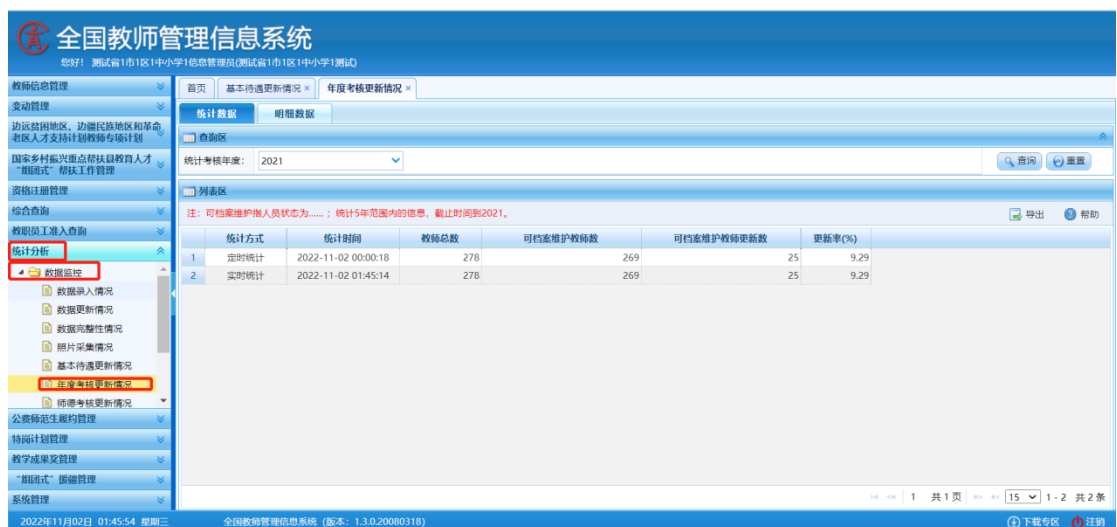 全国教师管理信息系统
您好! 测试省1市1区1中小学1信息管理员(测试省1市1区1中小学1测试)
教师信息管理
变动管理
边远贫困地区、边疆民族地区和革命
老区人才支持计划教师专项计划
国家乡村振兴重点帮扶县教育人才
“组团式”帮扶工作管理
资格注册管理
综合查询
教职员工准入查询
统计分析
数据监控
数据录入情况
数据更新情况
数据完整性情况
照片采集情况
基本待遇更新情况
年度考核更新情况
师德考核更新情况
公费师范生履约管理
特岗计划管理
教学成果奖管理
“组团式”援疆管理
系统管理
首页 基本待遇更新情况 × 年度考核更新情况 ×
统计数据 明细数据
查询区
统计考核年度: 2021 查询 重置
列表区
注: 可档案维护指人员状态为......; 统计5年范围内的信息, 截止时间到2021。 导出 帮助
统计方式 统计时间 教师总数 可档案维护教师数 可档案维护教师更新数 更新率(%)
1 定时统计 2022-11-02 00:00:18 278 269 25 9.29
2 实时统计 2022-11-02 01:45:14 278 269 25 9.29
1 共1页 15 1 - 2 共2条
2022年11月02日 01:45:54 星期三 全国教师管理信息系统 (版本: 1.3.0.20080318) 下载专区 注销